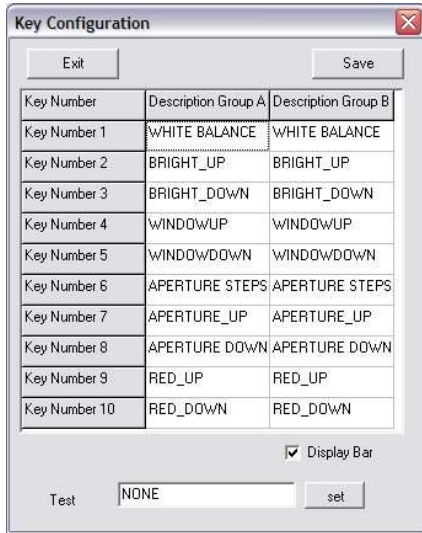 Key Configuration
Exit Save
Key Number Description Group A Description Group B
Key Number 1 WHITE BALANCE WHITE BALANCE
Key Number 2 BRIGHT_UP BRIGHT_UP
Key Number 3 BRIGHT_DOWN BRIGHT_DOWN
Key Number 4 WINDOWUP WINDOWUP
Key Number 5 WINDOWDOWN WINDOWDOWN
Key Number 6 APERTURE STEPS APERTURE STEPS
Key Number 7 APERTURE_UP APERTURE_UP
Key Number 8 APERTURE DOWN APERTURE DOWN
Key Number 9 RED_UP RED_UP
Key Number 10 RED_DOWN RED_DOWN
Display Bar
Test NONE set